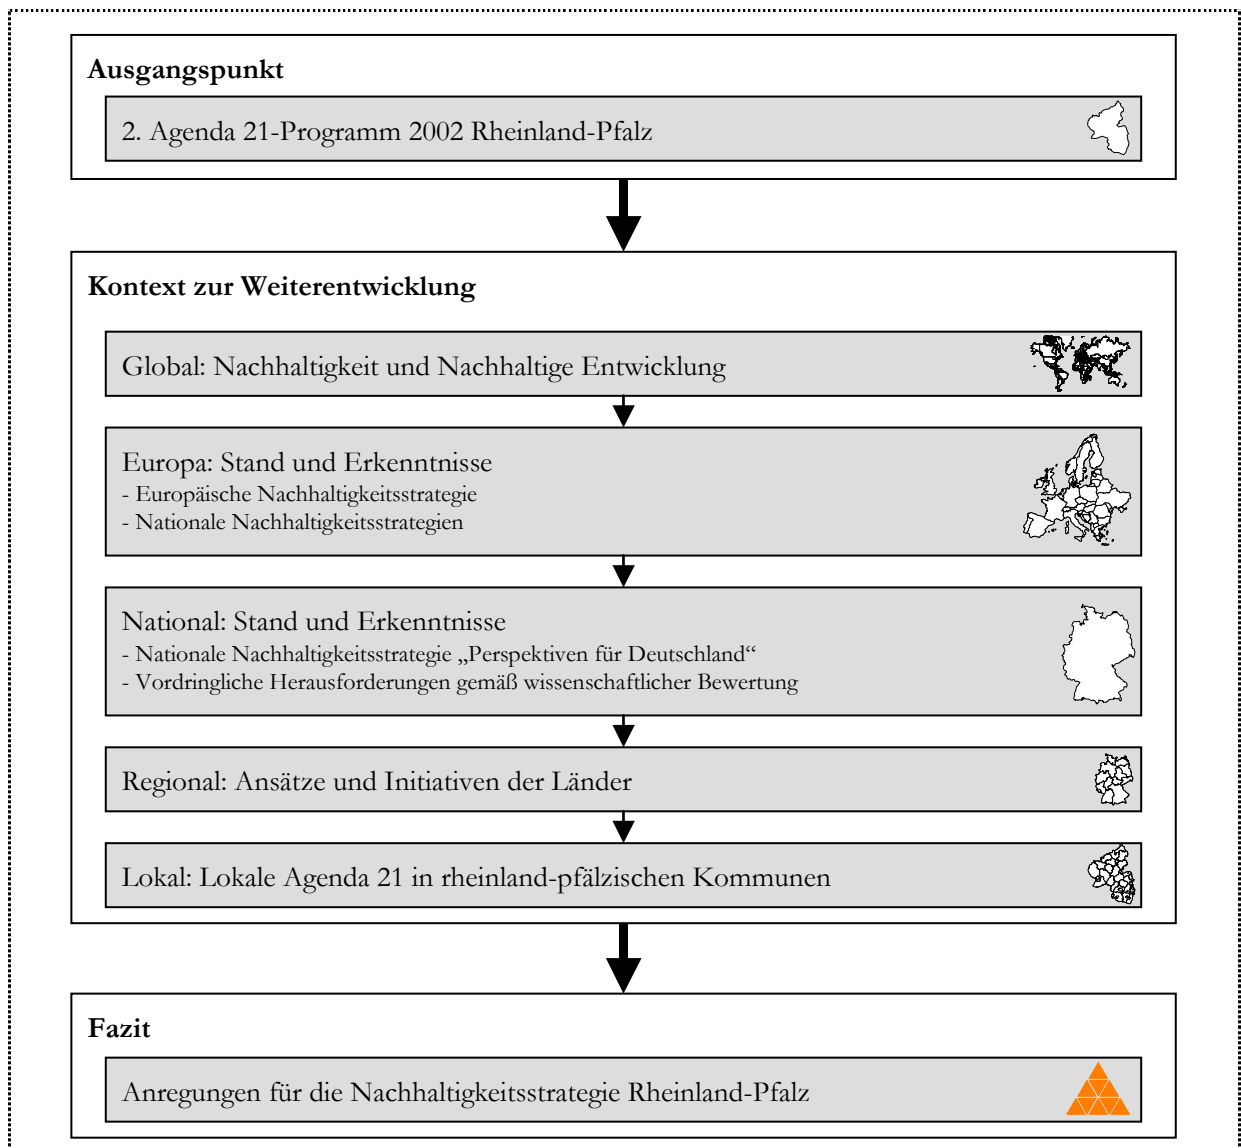 Ausgangspunkt
2. Agenda 21-Programm 2002 Rheinland-Pfalz
Kontext zur Weiterentwicklung
Global: Nachhaltigkeit und Nachhaltige Entwicklung
Europa: Stand und Erkenntnisse
- Europäische Nachhaltigkeitsstrategie
- Nationale Nachhaltigkeitsstrategien
National: Stand und Erkenntnisse
- Nationale Nachhaltigkeitsstrategie „Perspektiven für Deutschland“
- Vordringliche Herausforderungen gemäß wissenschaftlicher Bewertung
Regional: Ansätze und Initiativen der Länder
Lokal: Lokale Agenda 21 in rheinland-pfälzischen Kommunen
Fazit
Anregungen für die Nachhaltigkeitsstrategie Rheinland-Pfalz